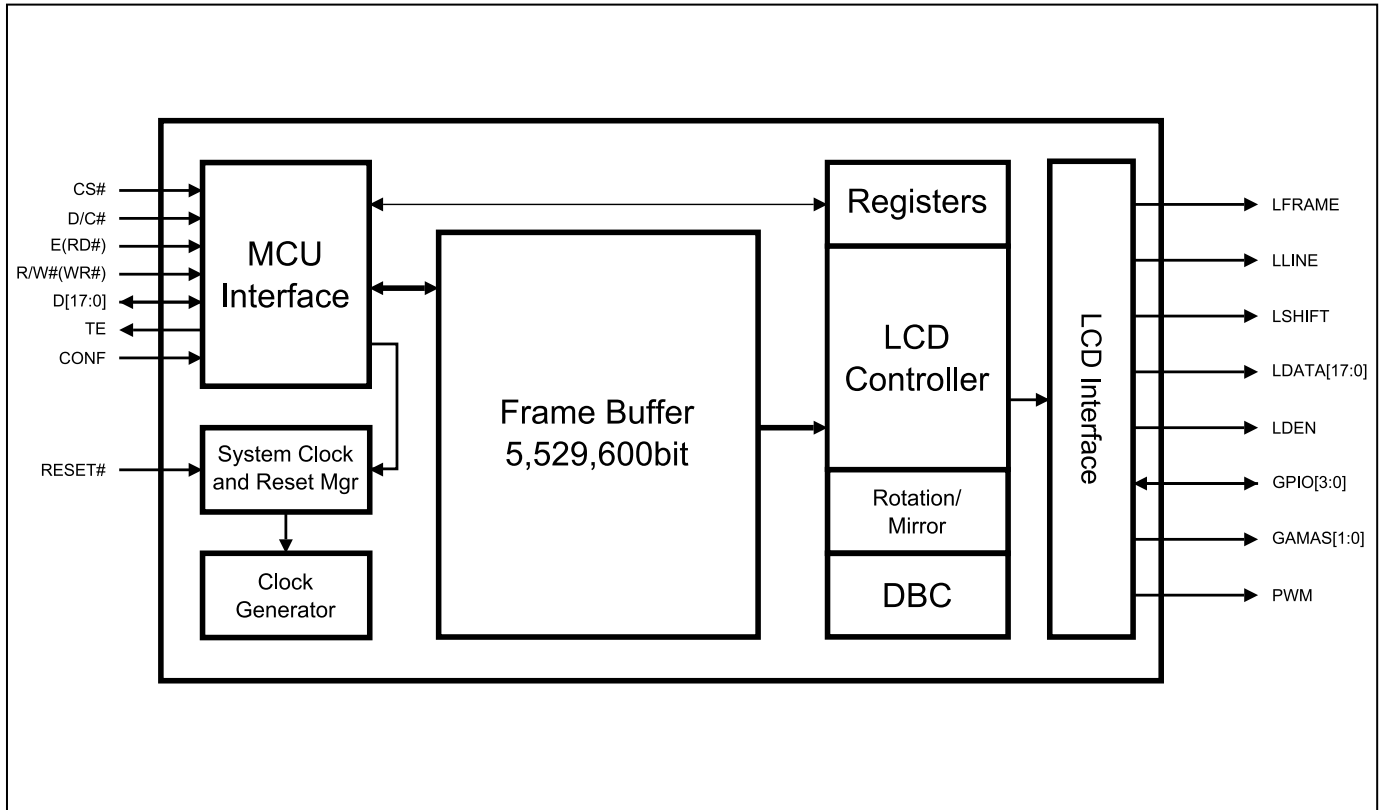 CS#
D/C#
E(RD#)
R/W#(WR#)
D[17:0]
TE
CONF
RESET#
MCU
Interface
System Clock
and Reset Mgr
Clock
Generator
Frame Buffer
5,529,600bit
Registers
LCD
Controller
Rotation/
Mirror
DBC
LCD Interface
LFRAME
LLINE
LSHIFT
LDATA[17:0]
LDEN
GPIO[3:0]
GAMAS[1:0]
PWM